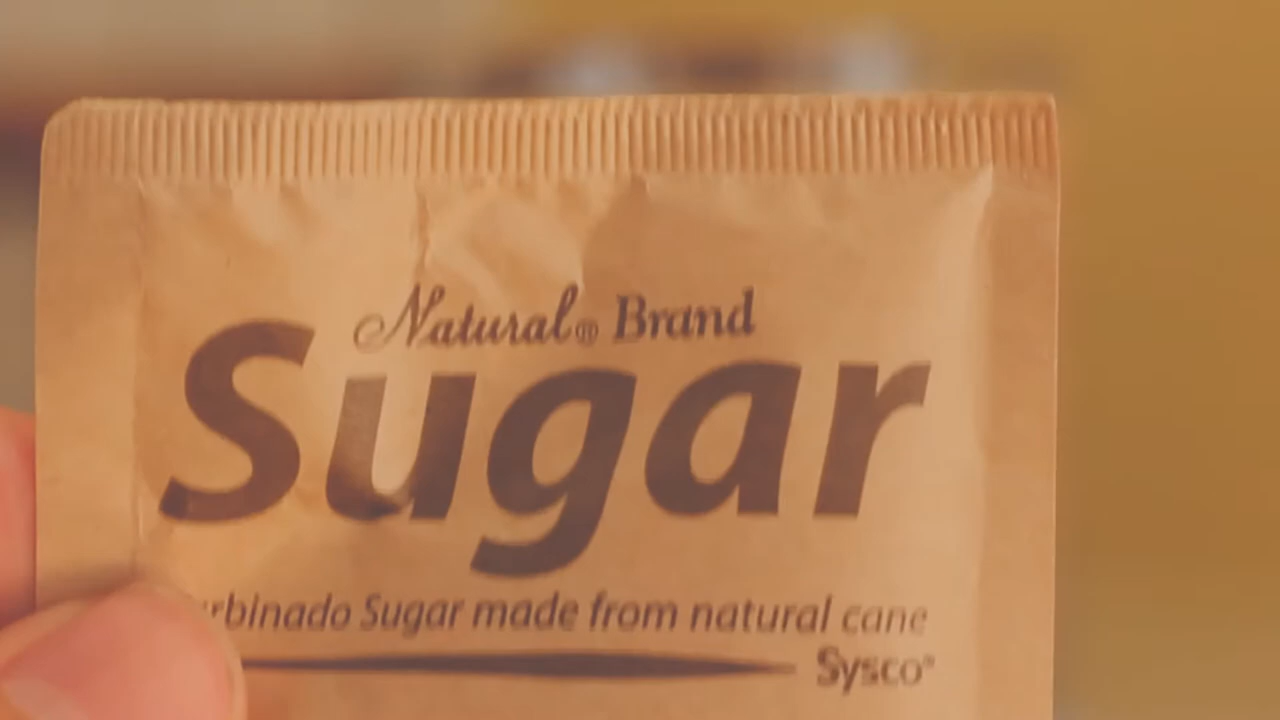 Natural® Brand
Sugar
rbinado Sugar made from natural cane
Sysco®